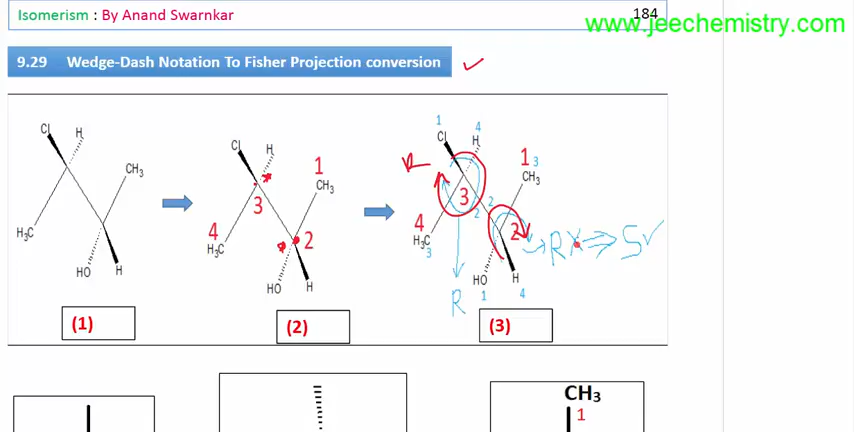 Isomerism : By Anand Swarnkar
184
www.jeechemistry.com
9.29 Wedge-Dash Notation To Fisher Projection conversion
Cl H
CH3
H3C
HO H
Cl H
1
CH3
3
4
H3C
2
HO H
1 4
Cl H
1 3
CH3
3
2 2
4
H3C
3
2
R X S
HO H
1 4
R
(1)
(2)
(3)
CH3
1